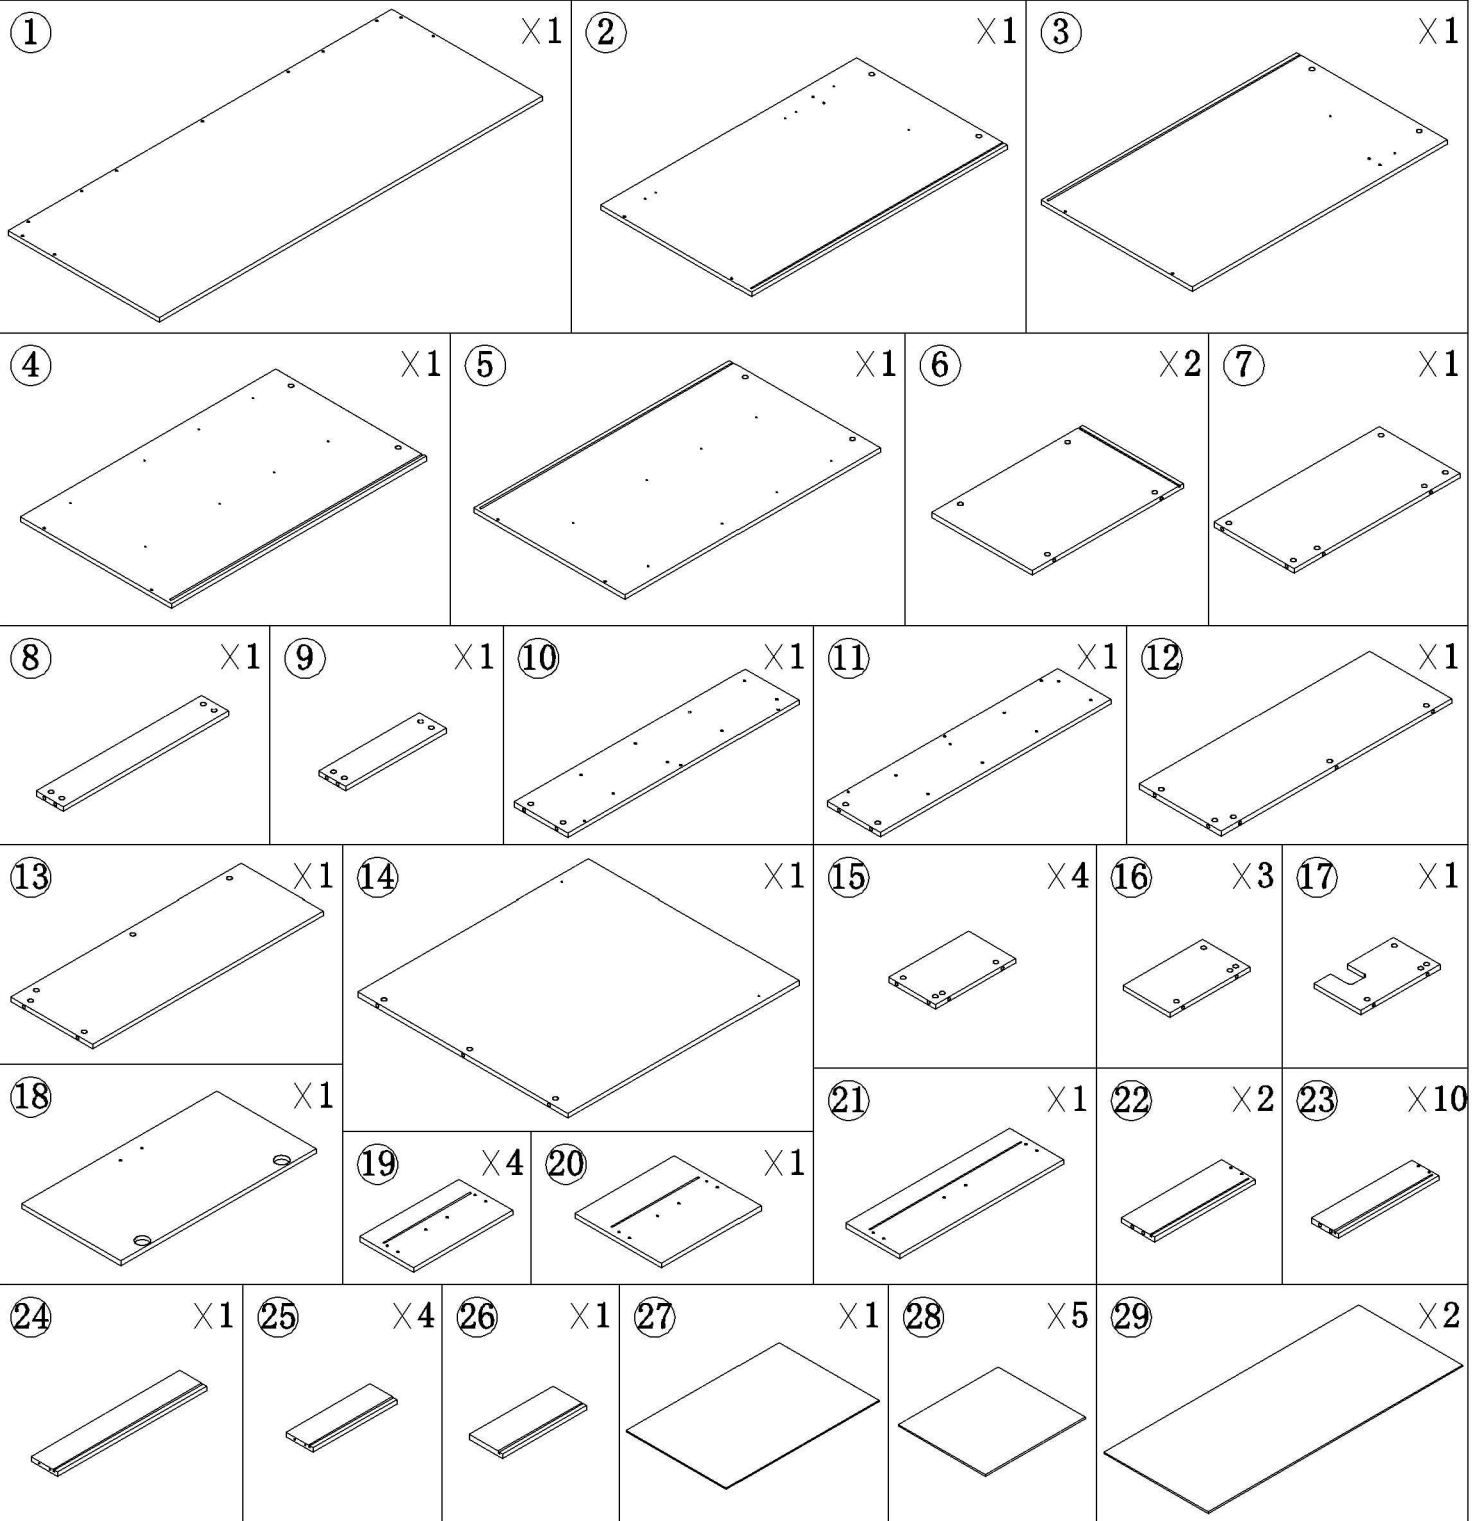 ① X1
② X1
③ X1
④ X1
⑤ X1
⑥ X2
⑦ X1
⑧ X1
⑨ X1
⑩ X1
⑪ X1
⑫ X1
⑬ X1
⑭ X1
⑮ X4
⑯ X3
⑰ X1
⑱ X1
⑲ X4
⑳ X1
㉑ X1
㉒ X2
㉓ X10
㉔ X1
㉕ X4
㉖ X1
㉗ X1
㉘ X5
㉙ X2